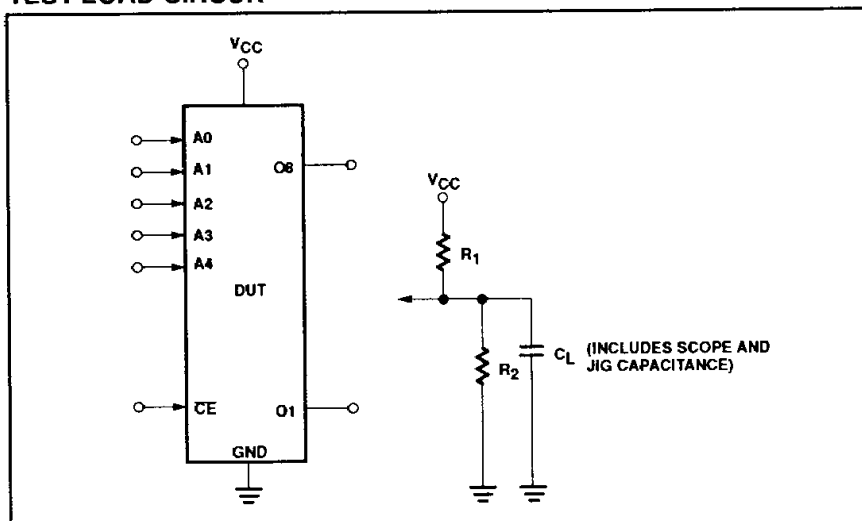 TEST LOAD CIRCUIT
VCC
A0
A1
A2
A3
A4
O8
DUT
CE
O1
GND
VCC
R1
R2
CL (INCLUDES SCOPE AND
JIG CAPACITANCE)